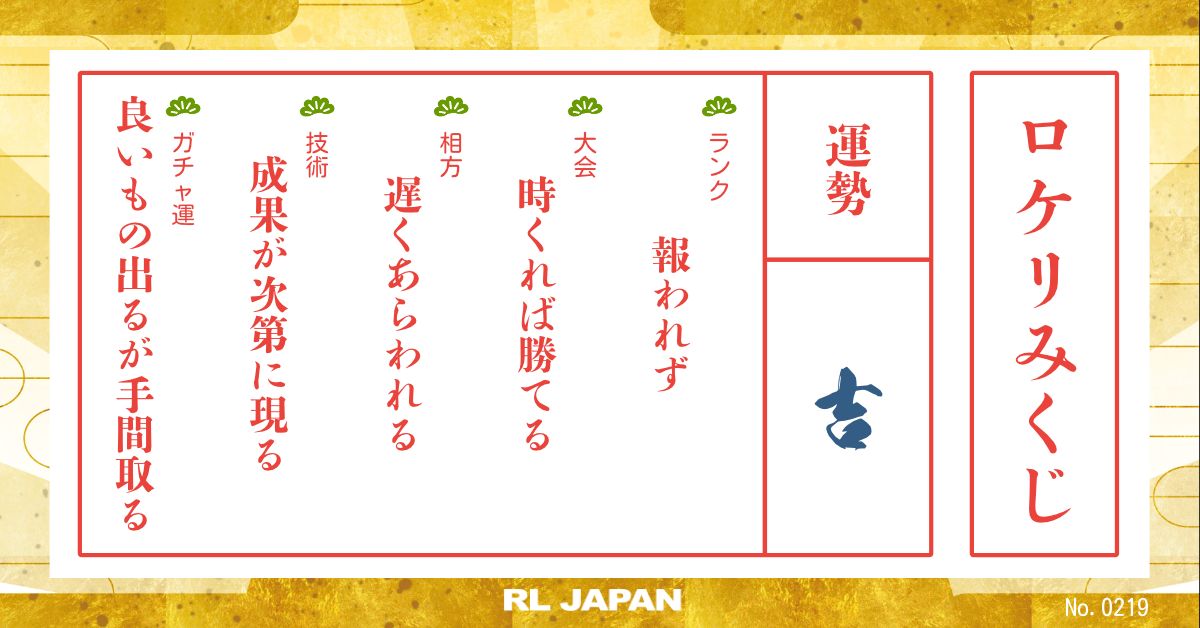 ロケリみくじ
運勢
吉
ランク
報われず
大会
時くれば勝てる
相方
遅くあらわれる
技術
成果が次第に現る
ガチャ運
良いもの出るが手間取る
RL JAPAN
No. 0219